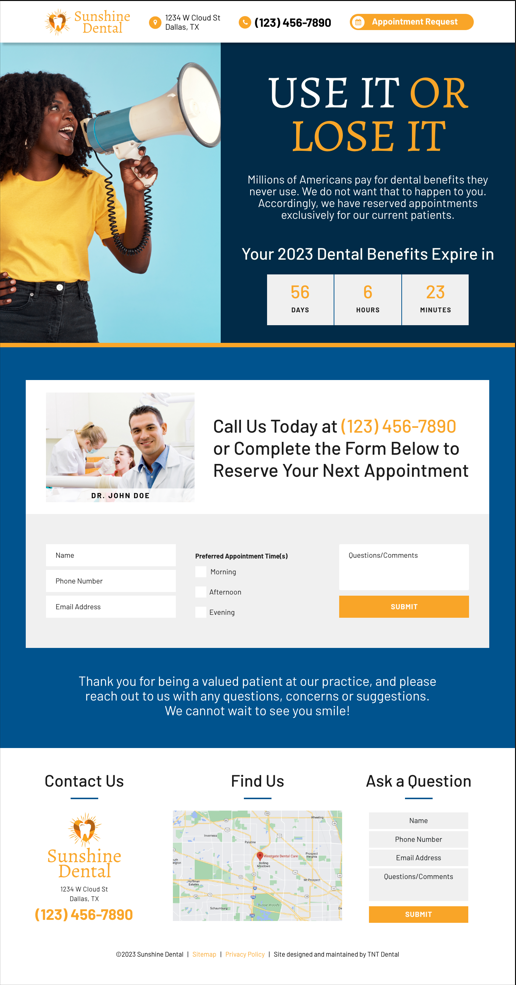 Sunshine
Dental
1234 W Cloud St
Dallas, TX
(123) 456-7890
Appointment Request
USE IT OR
LOSE IT
Millions of Americans pay for dental benefits they
never use. We do not want that to happen to you.
Accordingly, we have reserved appointments
exclusively for our current patients.
Your 2023 Dental Benefits Expire in
56
6
23
DAYS
HOURS
MINUTES
Call Us Today at (123) 456-7890
or Complete the Form Below to
Reserve Your Next Appointment
DR. JOHN DOE
Name
Phone Number
Email Address
Preferred Appointment Time(s)
Morning
Afternoon
Evening
Questions/Comments
SUBMIT
Thank you for being a valued patient at our practice, and please
reach out to us with any questions, concerns or suggestions.
We cannot wait to see you smile!
Contact Us
Sunshine
Dental
1234 W Cloud St
Dallas, TX
(123) 456-7890
Find Us
Ask a Question
Name
Phone Number
Email Address
Questions/Comments
SUBMIT
©2023 Sunshine Dental | Sitemap | Privacy Policy | Site designed and maintained by TNT Dental